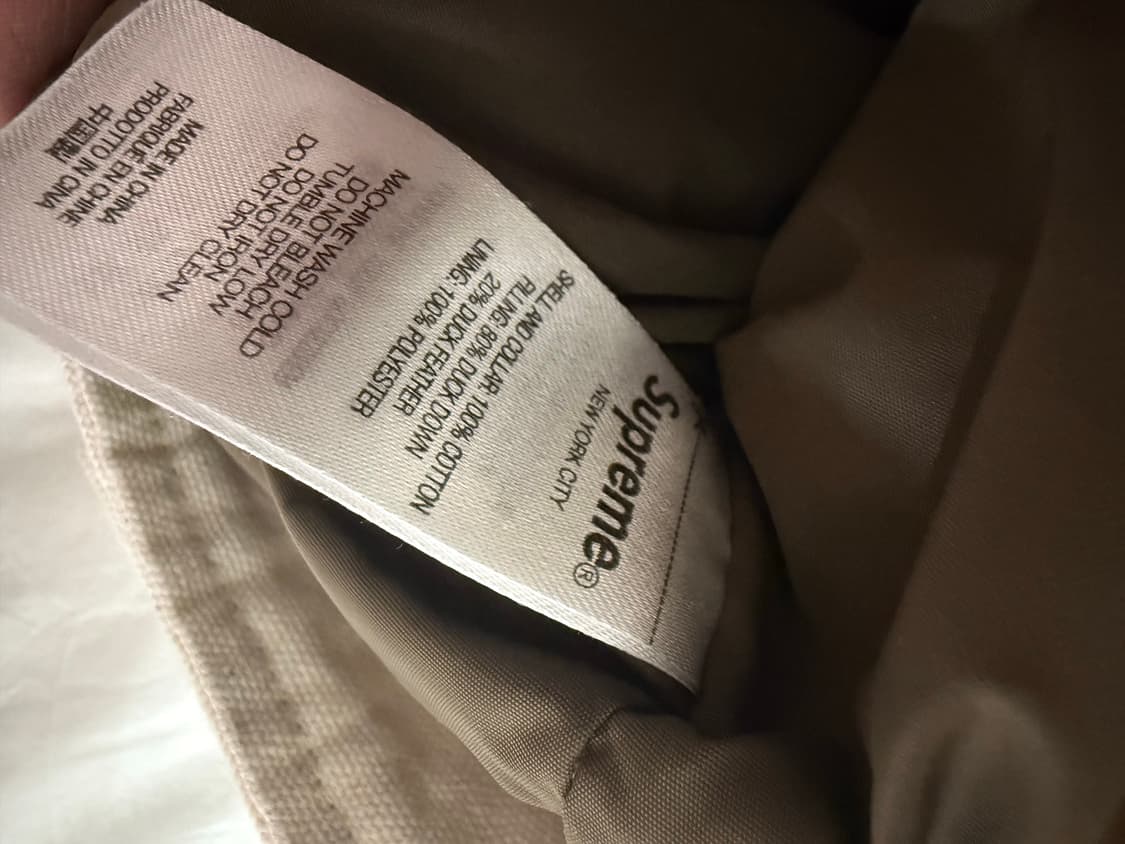 Supreme®
NEW YORK CITY
SHELL AND COLLAR: 100% COTTON
FILLING: 80% DUCK DOWN
20% DUCK FEATHER
LINING: 100% POLYESTER
MACHINE WASH COLD
DO NOT BLEACH
TUMBLE DRY LOW
DO NOT IRON
DO NOT DRY CLEAN
MADE IN CHINA
FABRIQUE EN CHINE
PRODOTTO IN CINA
中国製